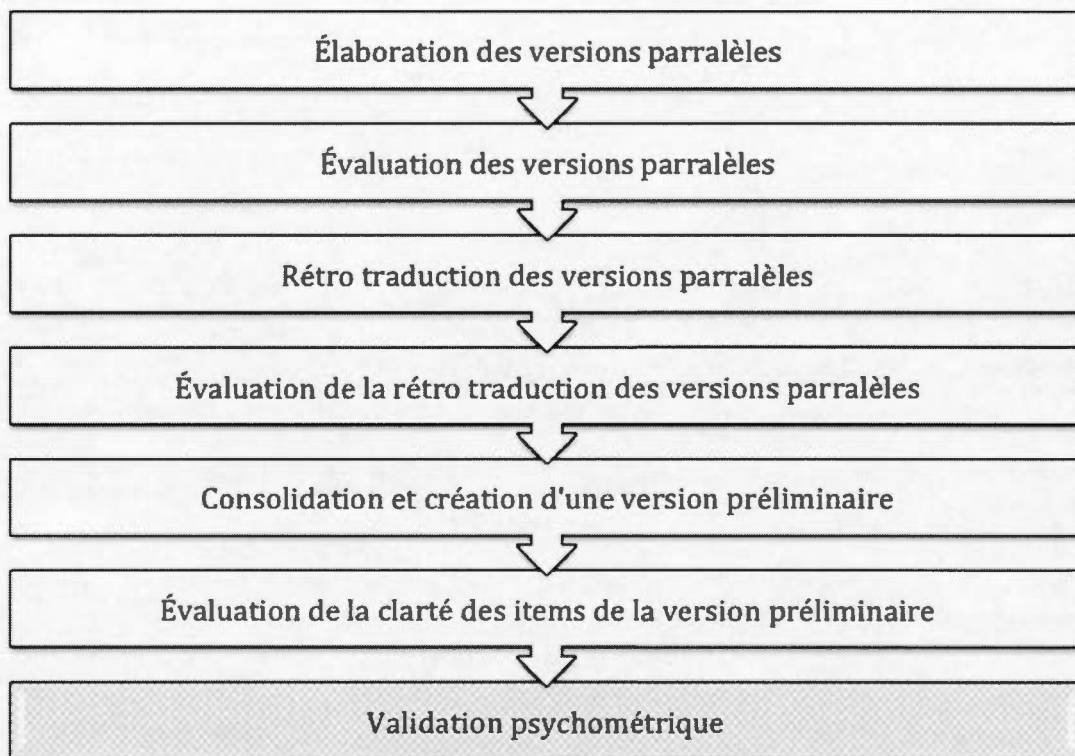 Élaboration des versions parralèles
Évaluation des versions parralèles
Rétro traduction des versions parralèles
Évaluation de la rétro traduction des versions parralèles
Consolidation et création d'une version préliminaire
Évaluation de la clarté des items de la version préliminaire
Validation psychométrique